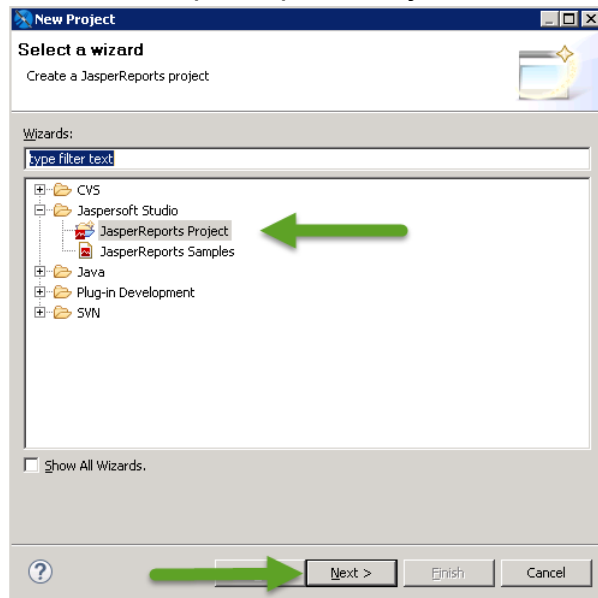 New Project
Select a wizard
Create a JasperReports project
Wizards:
type filter text
CVS
Jaspersoft Studio
JasperReports Project
JasperReports Samples
Java
Plug-in Development
SVN
Show All Wizards.
?
Next >
Finish
Cancel